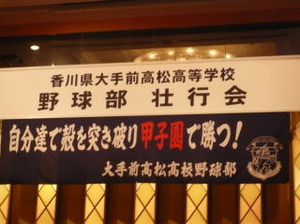 香川県大手前高松高等学校
野球部 壮行会
自分達で殻を突き破り甲子園で勝つ!
大手前高松高校野球部